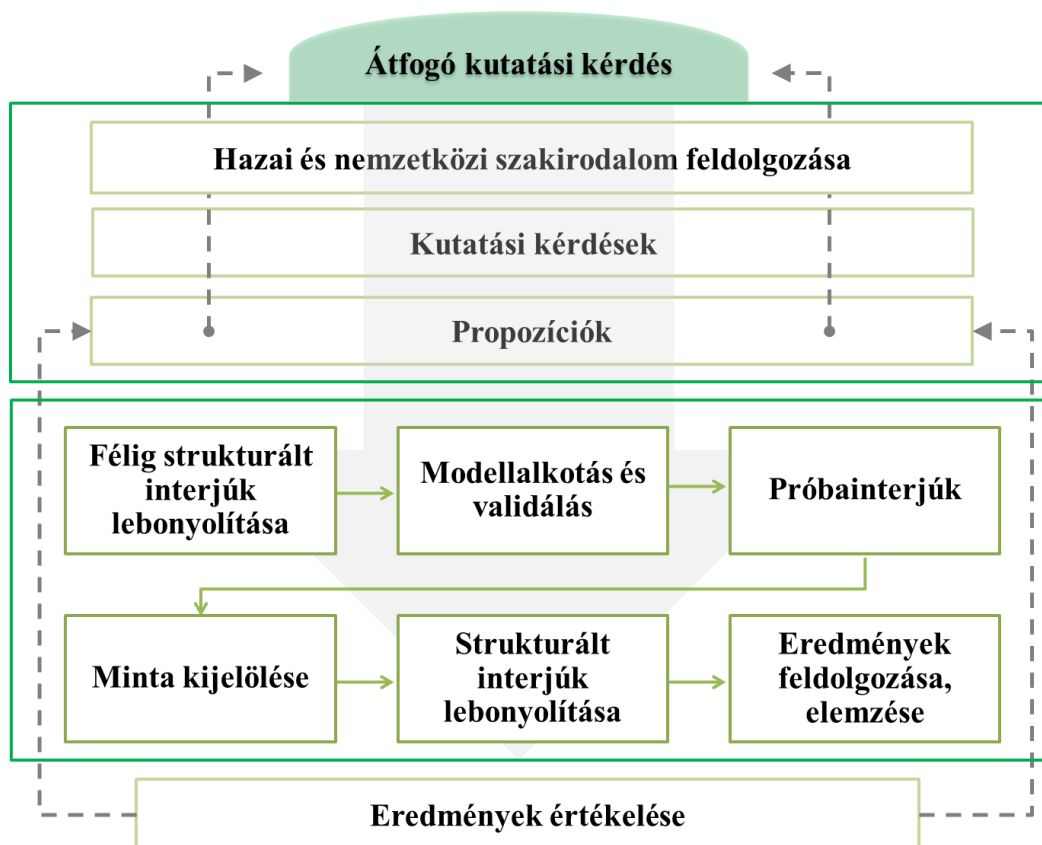 Átfogó kutatási kérdés
Hazai és nemzetközi szakirodalom feldolgozása
Kutatási kérdések
Propozíciók
Félig strukturált
interjúk
lebonyolítása
Modellalkotás és
validálás
Próbainterjúk
Minta kijelölése
Strukturált
interjúk
lebonyolítása
Eredmények
feldolgozása,
elemzése
Eredmények értékelése